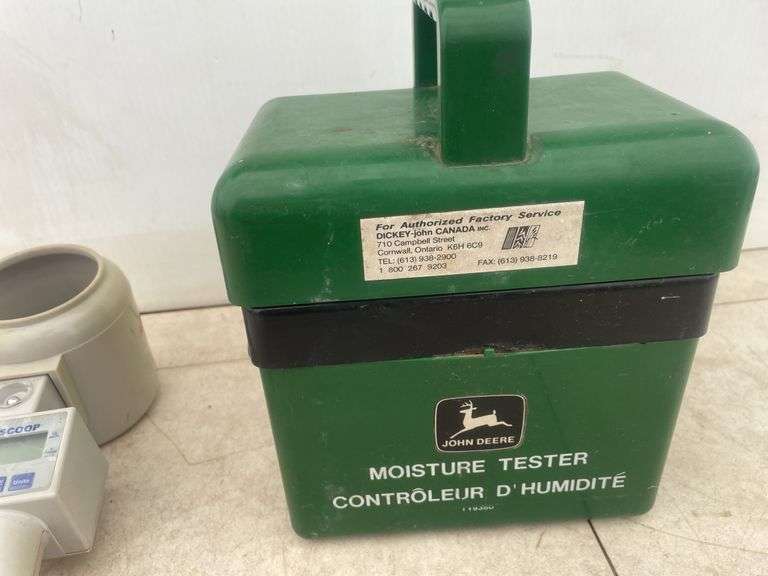 For Authorized Factory Service
DICKEY-john CANADA INC.
710 Campbell Street
Cornwall, Ontario K6H 6C9
TEL: (613) 938-2900 FAX: (613) 938-8219
1 800 267 9203
JOHN DEERE
MOISTURE TESTER
CONTRÔLEUR D'HUMIDITÉ
SCOOP
Units